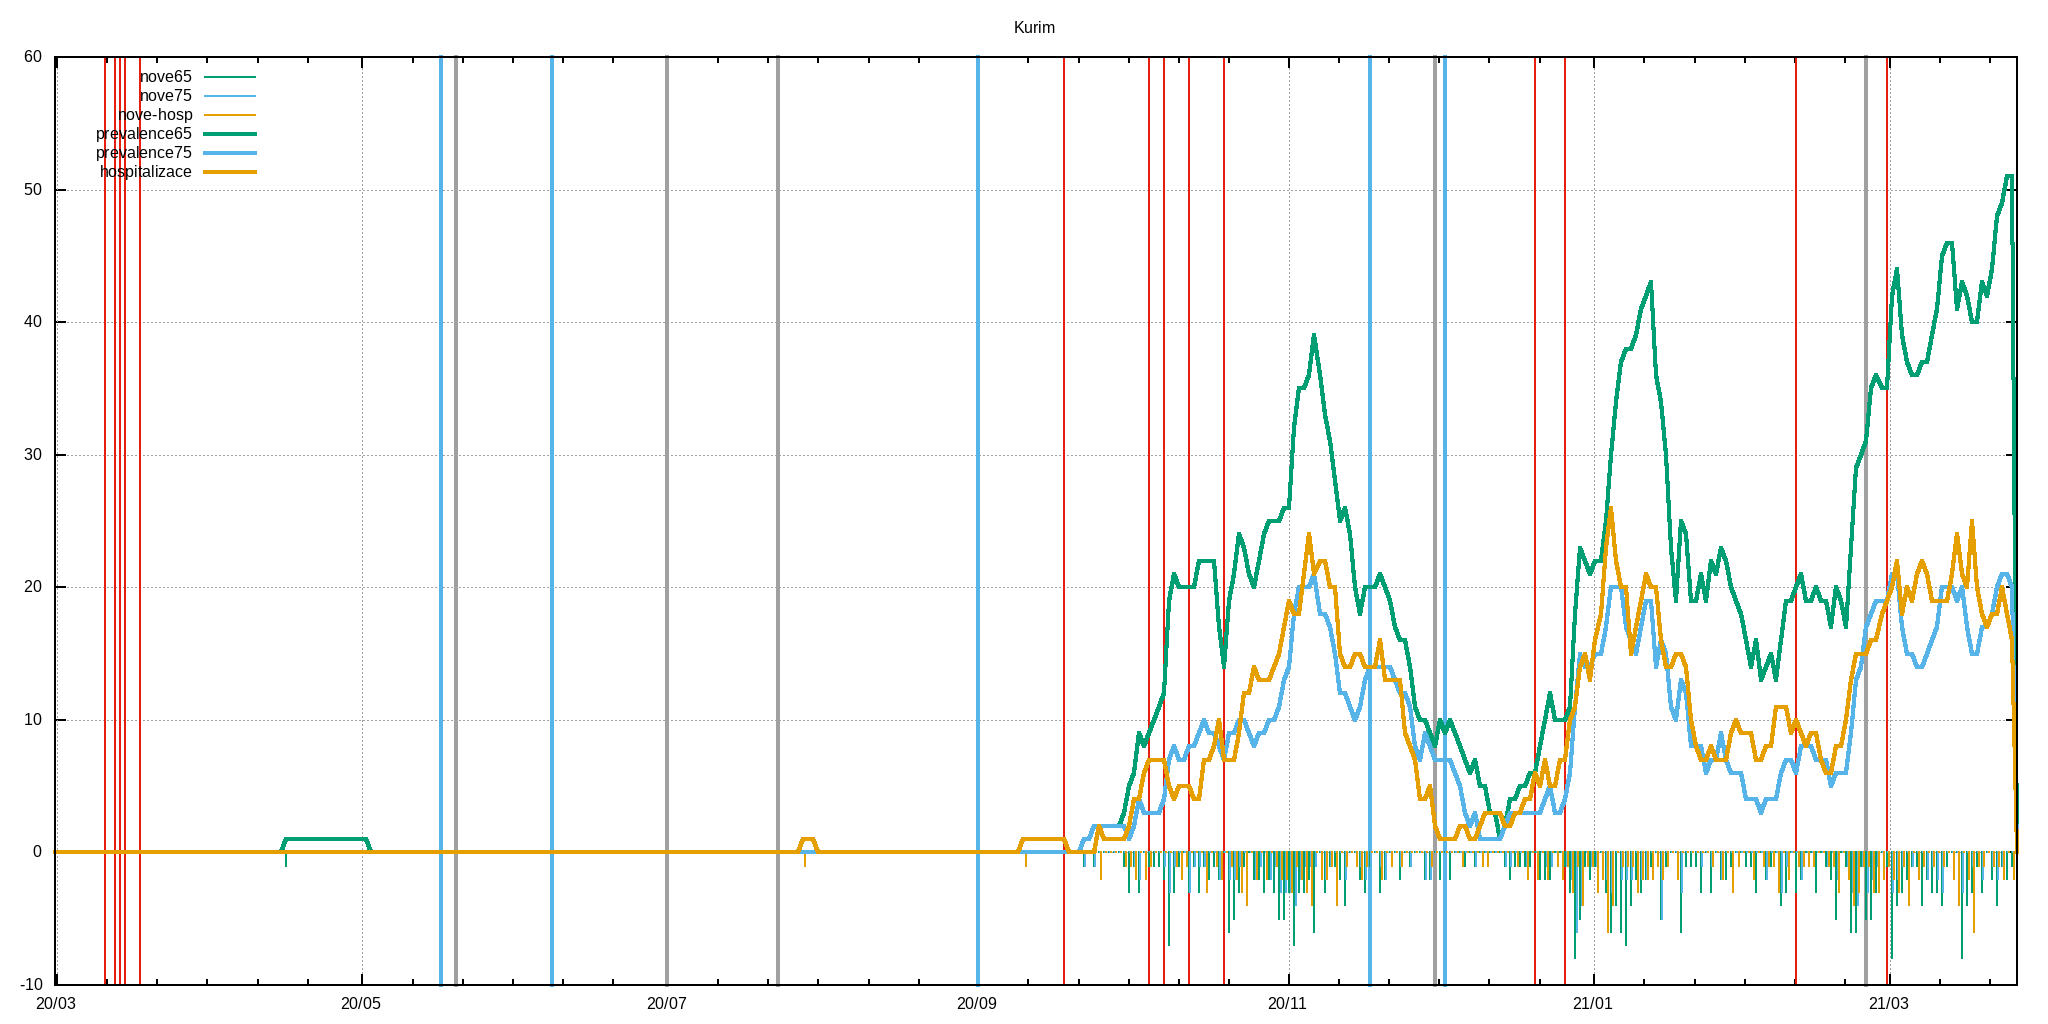 Kurim
60
50
40
30
20
10
0
-10
nove65
nove75
nove-hosp
prevalence65
prevalence75
hospitalizace
20/03 20/05 20/07 20/09 20/11 21/01 21/03